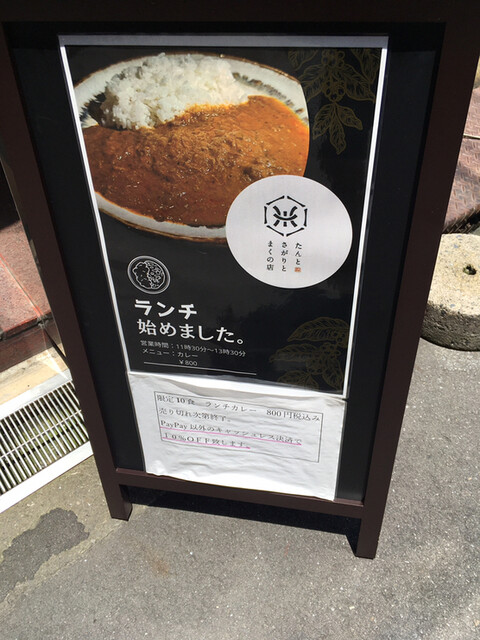 たんと
さがりと
まくの店
ランチ
始めました。
営業時間：11時30分〜13時30分
メニュー：カレー
¥800
限定10食　ランチカレー　800円税込み
売り切れ次第終了。
PayPay以外のキャッシュレス決済で
10%OFF致します。